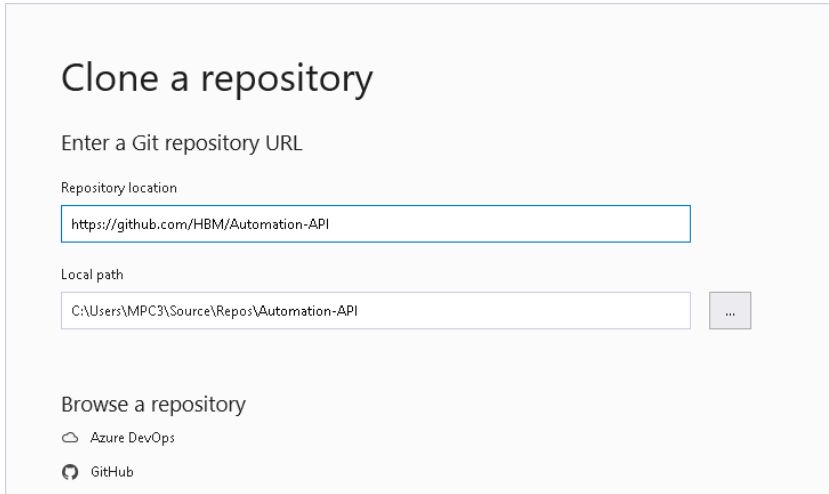 Clone a repository
Enter a Git repository URL
Repository location
https://github.com/HBM/Automation-API
Local path
C:\Users\MPC3\Source\Repos\Automation-API
...
Browse a repository
Azure DevOps
GitHub